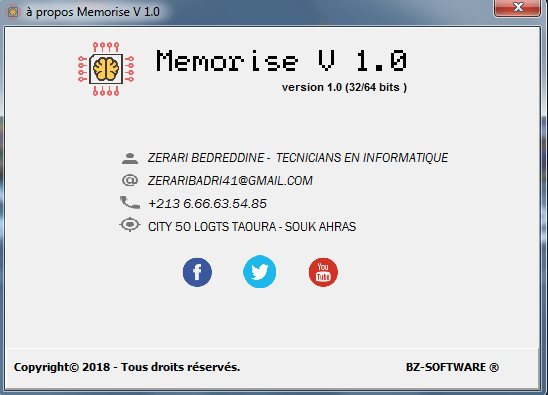 à propos Memorise V 1.0
Memorise V 1.0
version 1.0 (32/64 bits )
ZERARI BEDREDDINE - TECNICIANS EN INFORMATIQUE
@ ZERARIBADRI41@GMAIL.COM
+213 6.66.63.54.85
CITY 50 LOGTS TAOURA - SOUK AHRAS
f
You Tube
Copyright© 2018 - Tous droits réservés.
BZ-SOFTWARE ®